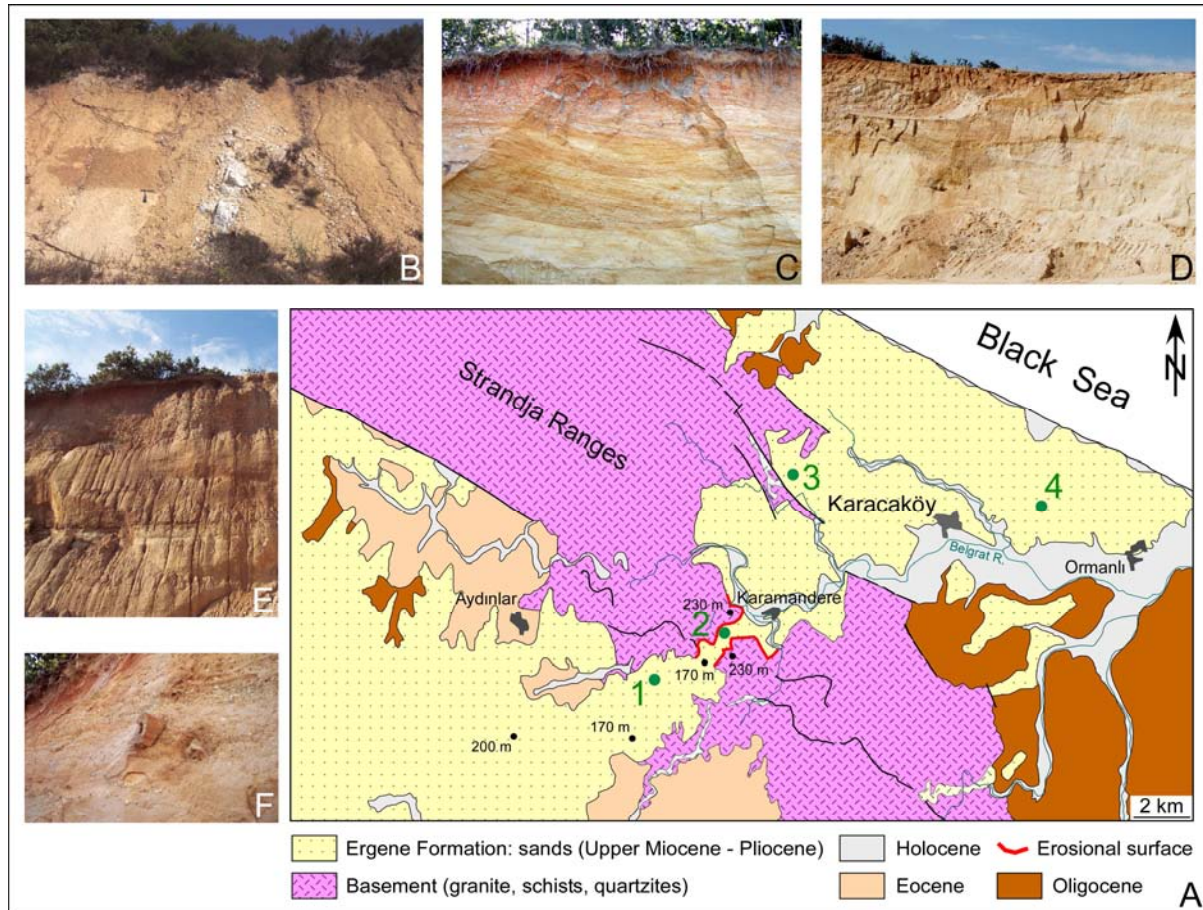 B
C
D
E
F
Black Sea
N
Strandja Ranges
3
4
Karacaköy
Belgrat R.
Ormanlı
Aydınlar
230 m
Karamandere
2
1
170 m
230 m
200 m
170 m
2 km
Ergene Formation: sands (Upper Miocene - Pliocene)
Holocene
Erosional surface
Basement (granite, schists, quartzites)
Eocene
Oligocene
A